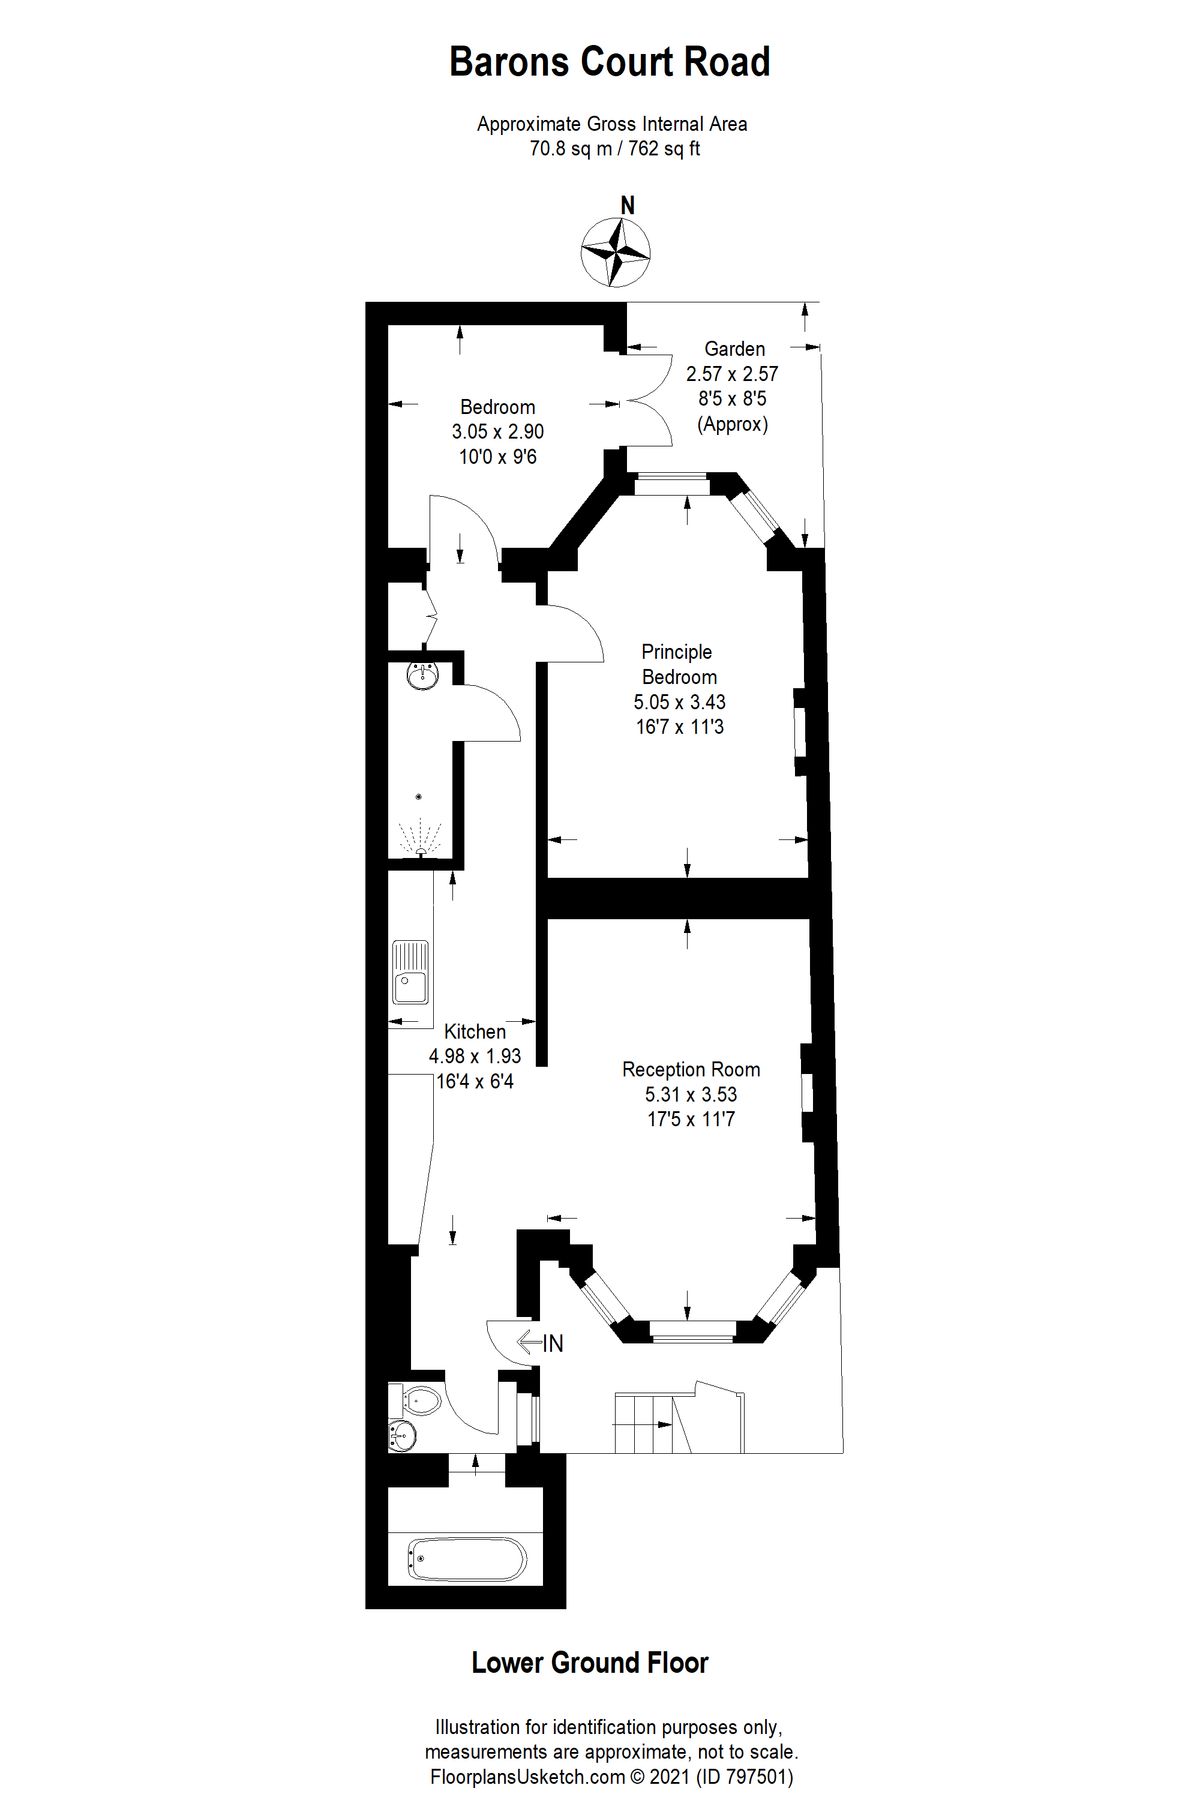 Barons Court Road
Approximate Gross Internal Area
70.8 sq m / 762 sq ft
N
Garden
2.57 x 2.57
8'5 x 8'5
(Approx)
Bedroom
3.05 x 2.90
10'0 x 9'6
Principle
Bedroom
5.05 x 3.43
16'7 x 11'3
Kitchen
4.98 x 1.93
16'4 x 6'4
Reception Room
5.31 x 3.53
17'5 x 11'7
IN
Lower Ground Floor
Illustration for identification purposes only,
measurements are approximate, not to scale.
FloorplansUsketch.com © 2021 (ID 797501)